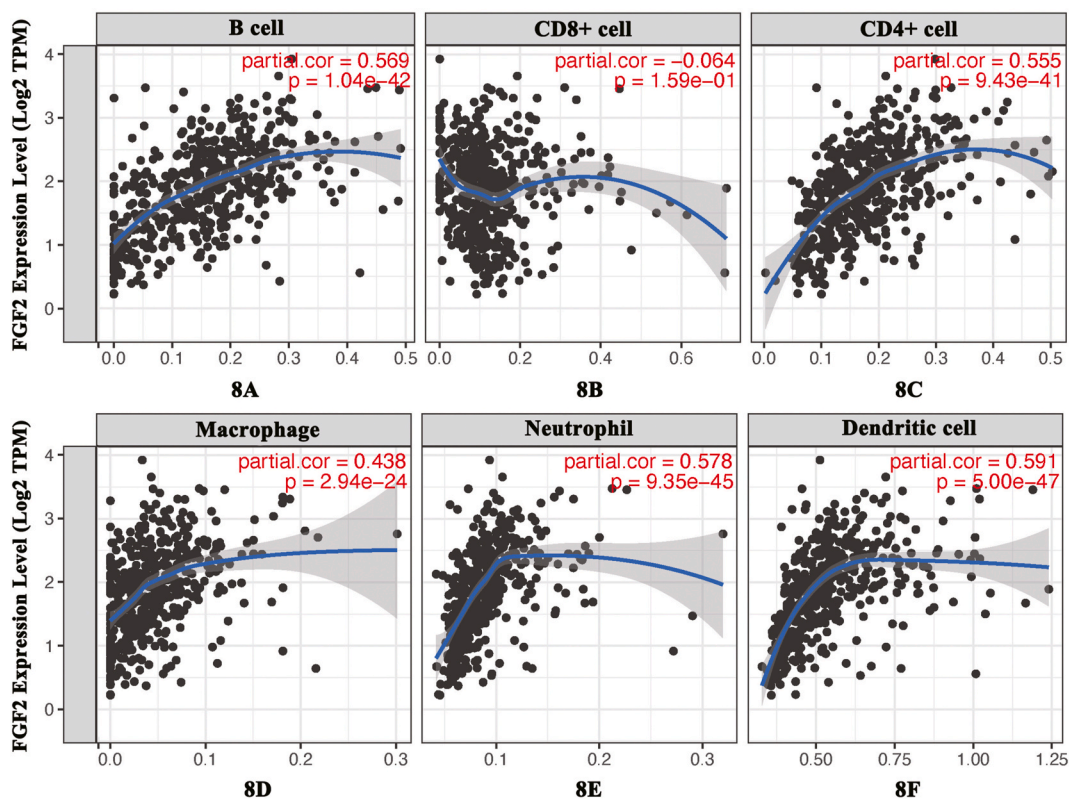 B cell
CD8+ cell
CD4+ cell
FGF2 Expression Level (Log2 TPM)
partial.cor = 0.569
p = 1.04e−42
partial.cor = −0.064
p = 1.59e−01
partial.cor = 0.555
p = 9.43e−41
4
3
2
1
0
0.0 0.1 0.2 0.3 0.4 0.5
0.0 0.2 0.4 0.6
0.0 0.1 0.2 0.3 0.4 0.5
8A
8B
8C
Macrophage
Neutrophil
Dendritic cell
FGF2 Expression Level (Log2 TPM)
partial.cor = 0.438
p = 2.94e−24
partial.cor = 0.578
p = 9.35e−45
partial.cor = 0.591
p = 5.00e−47
4
3
2
1
0
0.0 0.1 0.2 0.3
0.1 0.2 0.3
0.50 0.75 1.00 1.25
8D
8E
8F